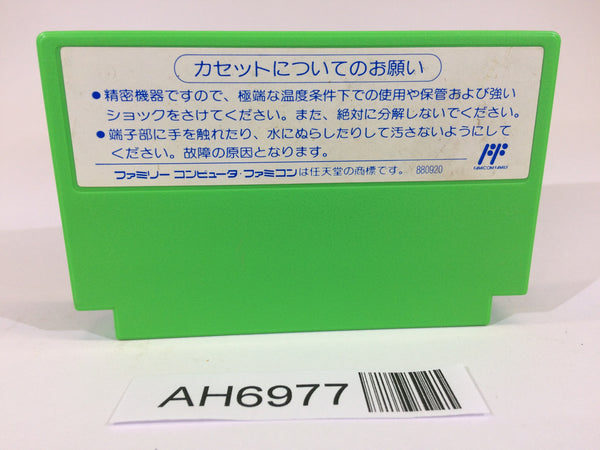 カセットについてのお願い
●精密機器ですので、極端な温度条件下での使用や保管および強い
ショックをさけてください。また、絶対に分解しないでください。
●端子部に手を触れたり、水にぬらしたりして汚さないようにして
ください。故障の原因となります。
ファミリー コンピュータ・ファミコンは任天堂の商標です。 880920
FAMICOM FAMILY
AH6977